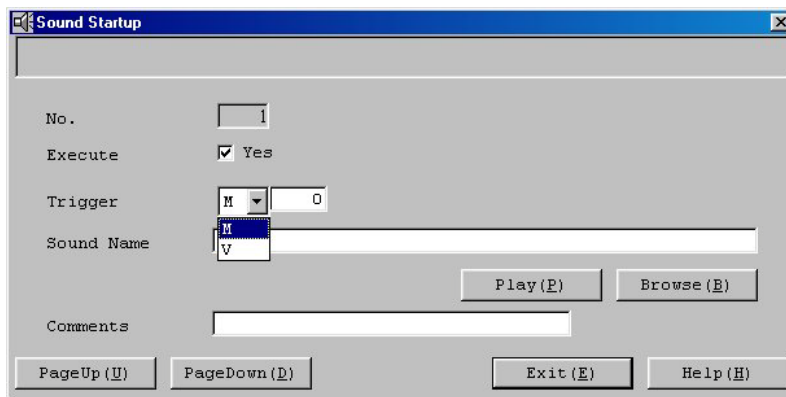 Sound Startup
No. 1
Execute Yes
Trigger M 0
M
Sound Name
V
Play(P) Browse(B)
Comments
PageUp(U) PageDown(D) Exit(E) Help(H)